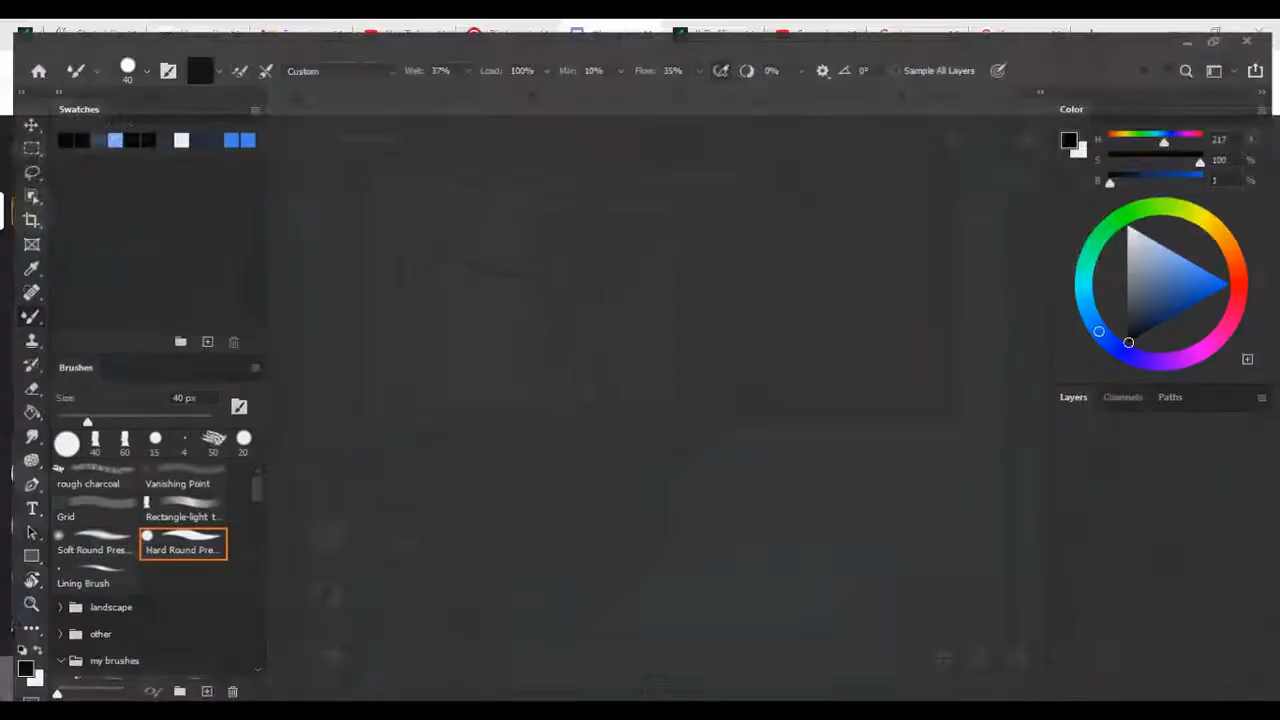 40 Custom Wet: 37% Load: 100% Mix: 10% Flow: 35% 0% 0° Sample All Layers
Swatches
Color
H 217
S 100 %
B 1 %
Brushes
Size: 40 px
40 60 15 4 50 20
rough charcoal Vanishing Point
Grid Rectangle-light t...
Soft Round Pres... Hard Round Pre...
Lining Brush
landscape
other
my brushes
Layers Channels Paths